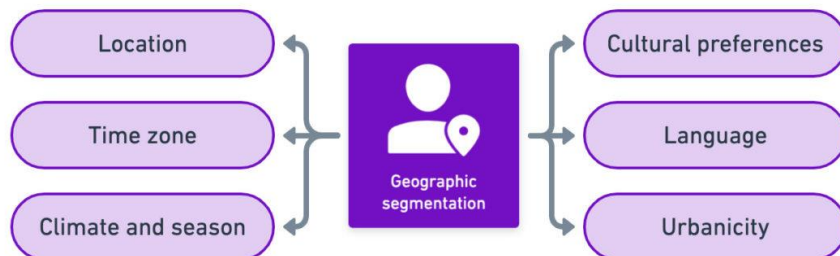 Location
Time zone
Climate and season
Geographic
segmentation
Cultural preferences
Language
Urbanicity